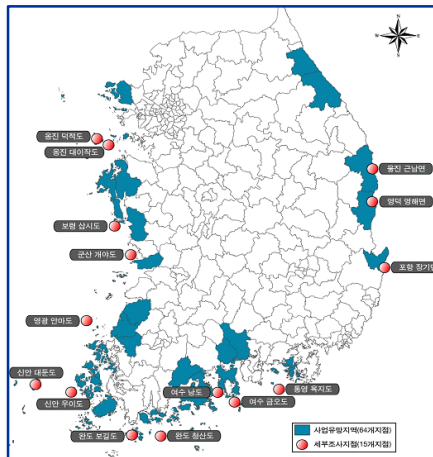 N
W
E
S
옹진 덕적도
옹진 대이작도
울진 근남면
영덕 영해면
보령 삽시도
군산 개야도
포항 장기면
영광 안마도
신안 대둔도
신안 우이도
여수 낭도
여수 금오도
통영 욕지도
완도 보길도
완도 청산도
사업유망지역(64개지점)
세부조사지점(15개지점)